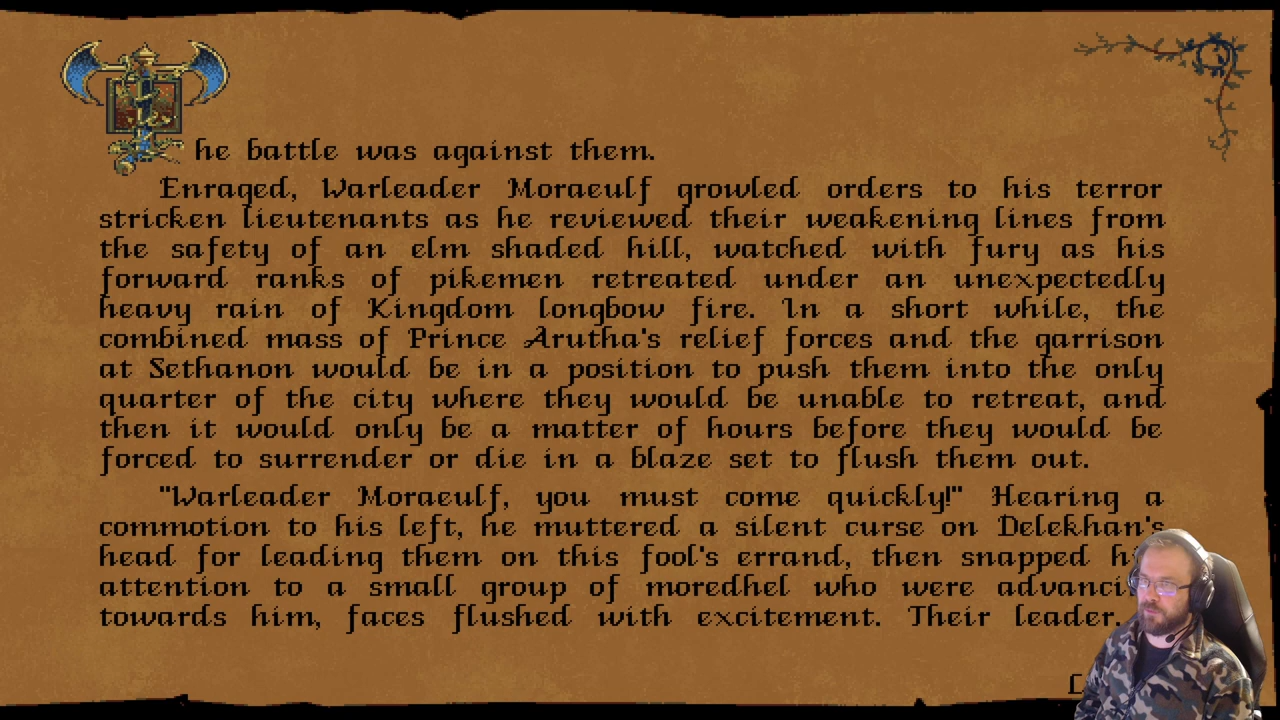 he battle was against them.
Enraged, Warleader Moraeulf growled orders to his terror
stricken lieutenants as he reviewed their weakening lines from
the safety of an elm shaded hill, watched with fury as his
forward ranks of pikemen retreated under an unexpectedly
heavy rain of Kingdom longbow fire. In a short while, the
combined mass of Prince Arutha's relief forces and the garrison
at Sethanon would be in a position to push them into the only
quarter of the city where they would be unable to retreat, and
then it would only be a matter of hours before they would be
forced to surrender or die in a blaze set to flush them out.
"Warleader Moraeulf, you must come quickly!" Hearing a
commotion to his left, he muttered a silent curse on Delekhan's
head for leading them on this fool's errand, then snapped
attention to a small group of moredhel who were
towards him, faces flushed with excitement. Their leader.